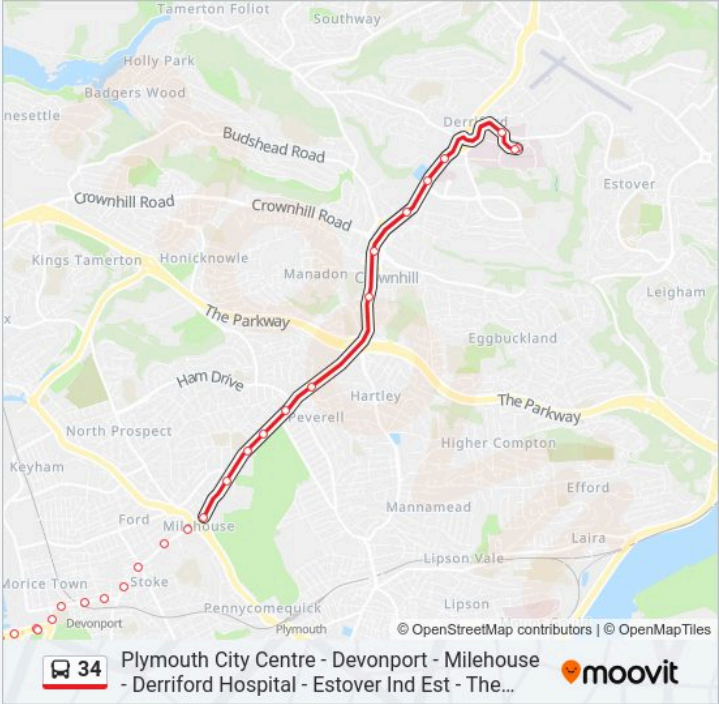 Tamerton Foliot
Southway
Holly Park
Badgers Wood
nesettle
Derriford
Budshead Road
Estover
Crownhill Road
Crownhill Road
Kings Tamerton
Honicknowle
Manadon
Crownhill
Leigham
x
The Parkway
Eggbuckland
Ham Drive
Hartley
The Parkway
Peverell
North Prospect
Higher Compton
Keyham
Efford
Mannamead
Ford
Milehouse
Laira
Lipson Vale
Morice Town
Stoke
Pennycomequick
Lipson
Devonport
Plymouth
© OpenStreetMap contributors | © OpenMapTiles
34
Plymouth City Centre - Devonport - Milehouse
- Derriford Hospital - Estover Ind Est - The...
moovit